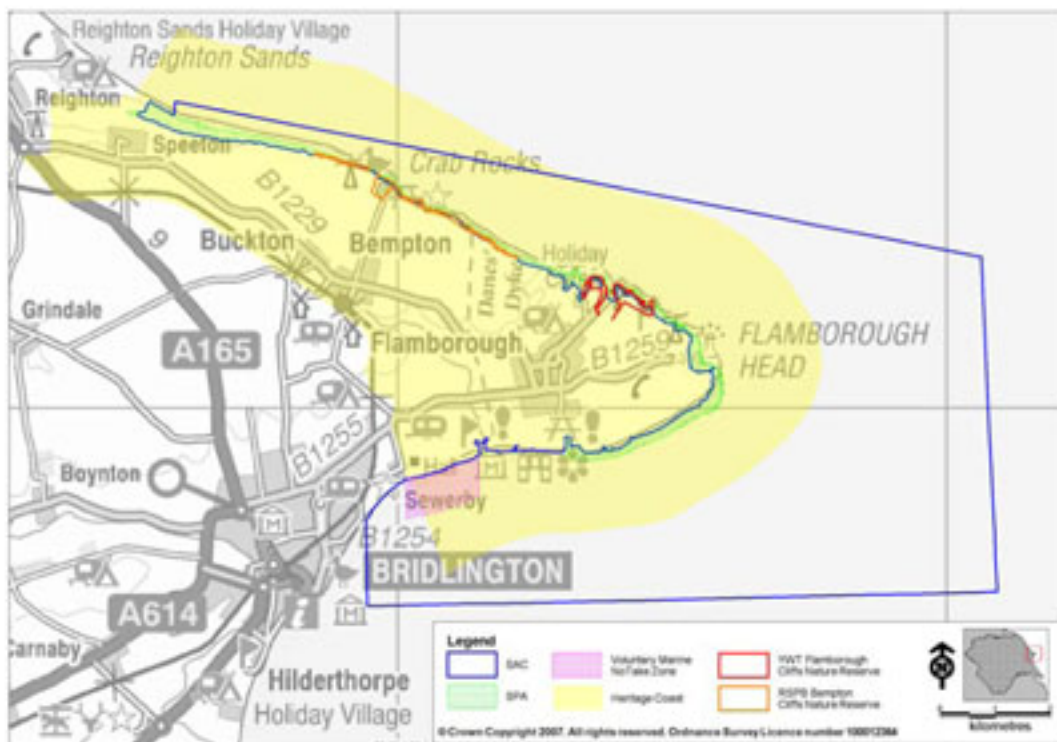 Reighton Sands Holiday Village
Reighton Sands
Reighton
Speeton
Crab Rocks
B1229
9
Buckton
Bempton
Holiday
Danes'
Dyke
Grindale
FLAMBOROUGH
HEAD
Flamborough
B1259
A165
B1255
Boynton
Sewerby
B1254
BRIDLINGTON
A614
Carnaby
Hilderthorpe
Holiday Village
Legend
SAC
Voluntary Marine
No Take Zone
YWT Flamborough
Cliffs Nature Reserve
SPA
Heritage Coast
RSPB Bempton
Cliffs Nature Reserve
kilometres
© Crown Copyright 2007. All rights reserved. Ordnance Survey Licence number 100012366